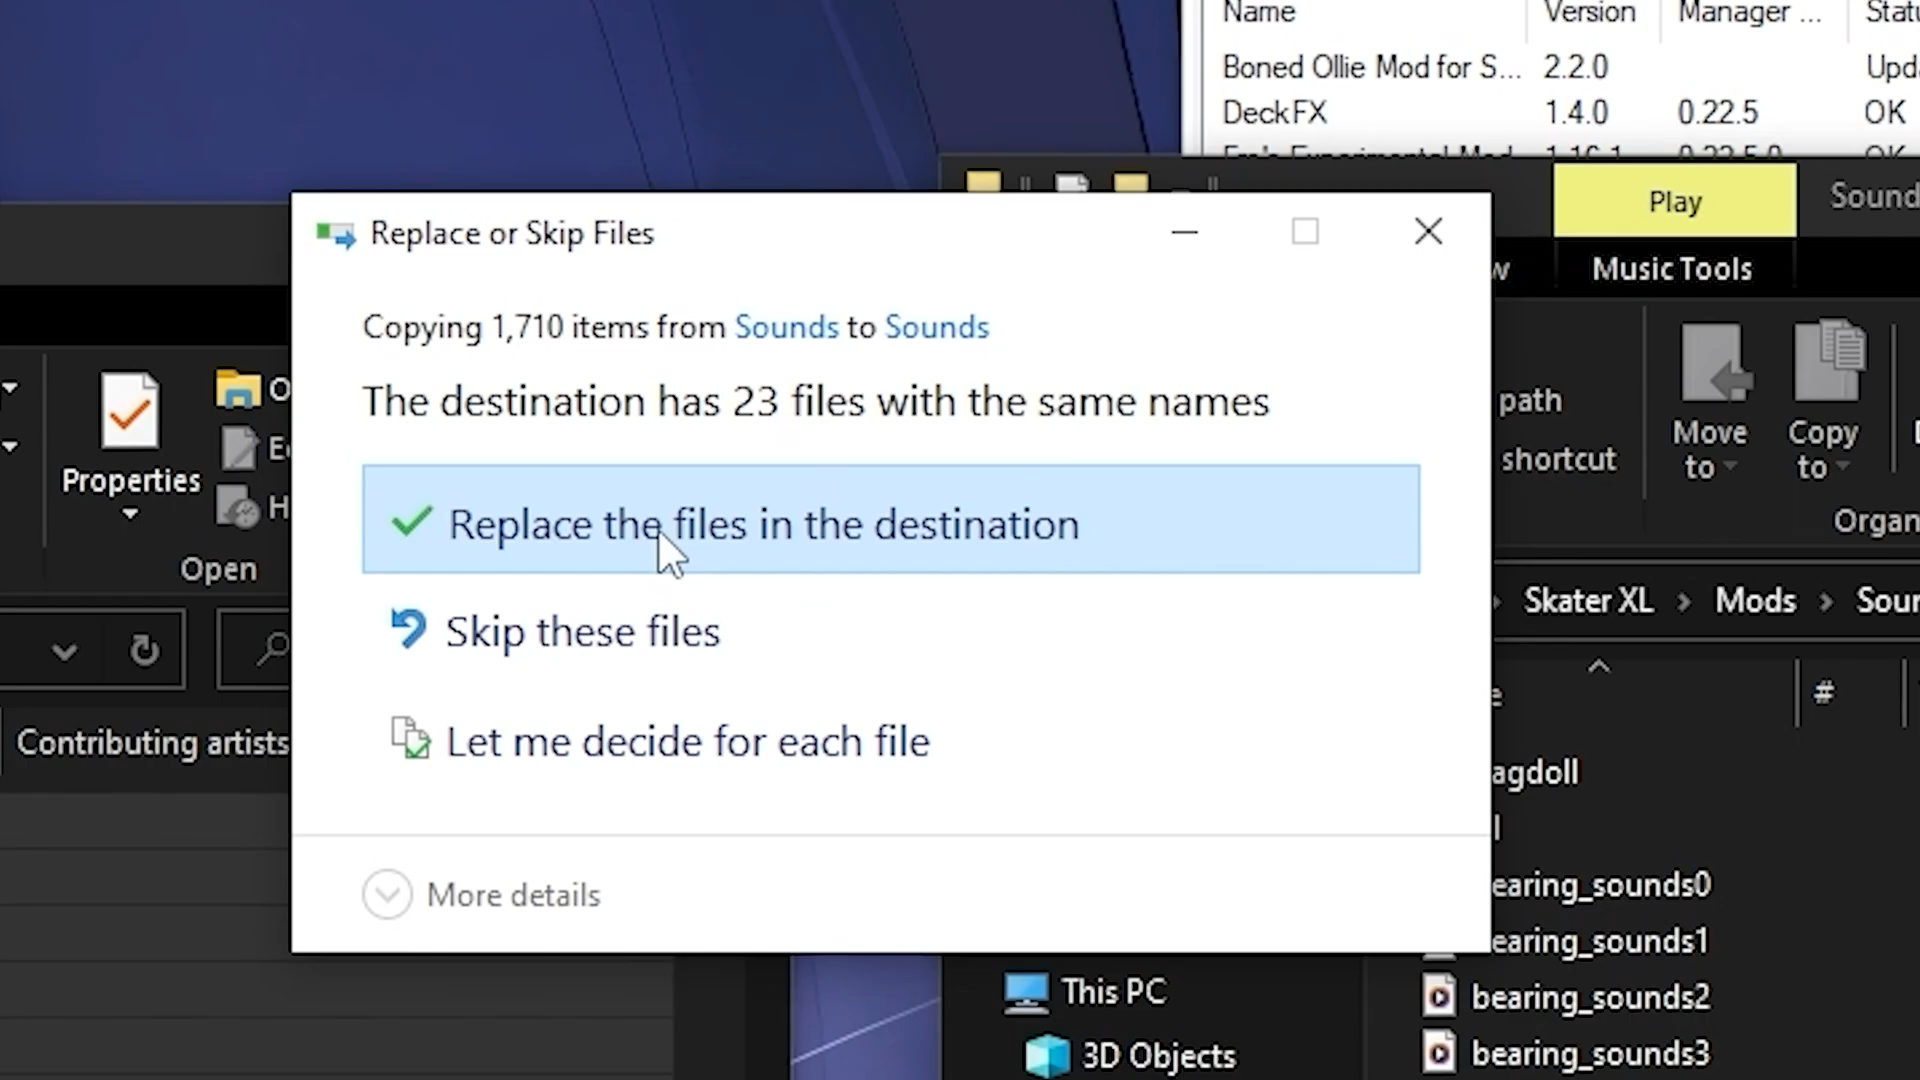 Name Version Manager ...
Boned Ollie Mod for S... 2.2.0
DeckFX 1.4.0 0.22.5 OK
Play
Music Tools
Replace or Skip Files
Copying 1,710 items from Sounds to Sounds
The destination has 23 files with the same names
Replace the files in the destination
Skip these files
Let me decide for each file
More details
Properties
Open
Contributing artists
path
shortcut
Move to
Copy to
Skater XL > Mods >
#
agdoll
earing_sounds0
earing_sounds1
bearing_sounds2
bearing_sounds3
This PC
3D Objects